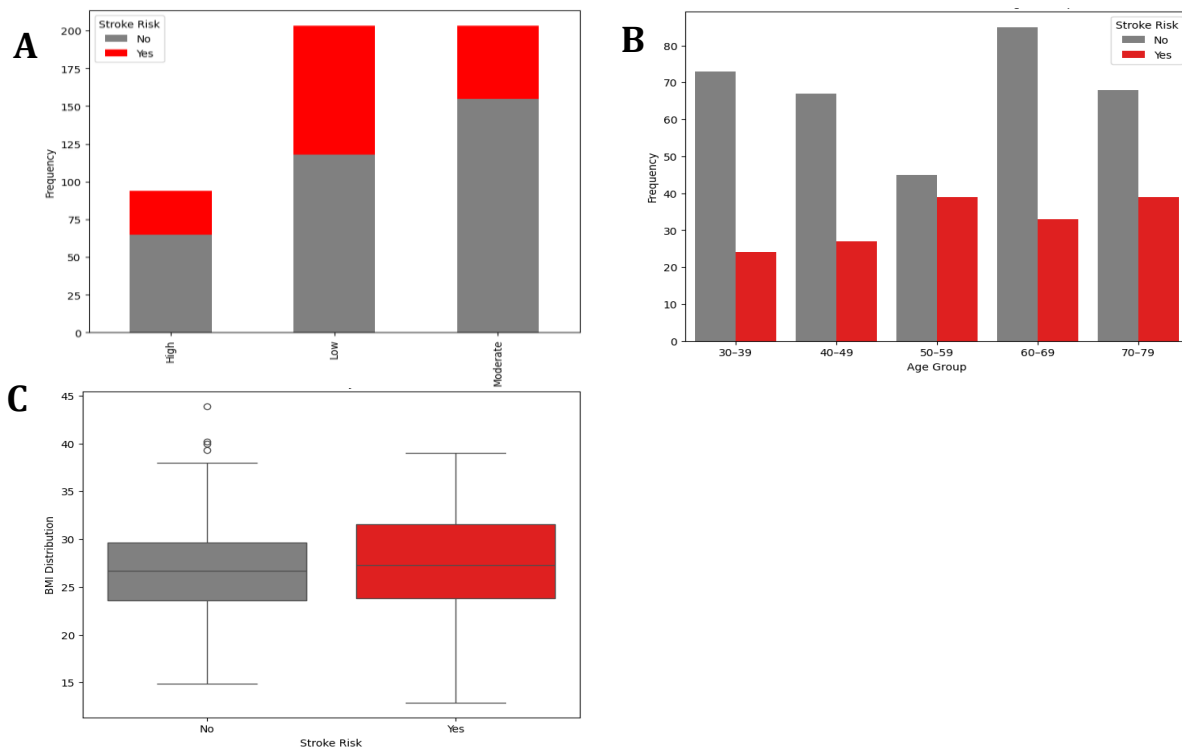 A
Stroke Risk
No
Yes
200
175
150
125
100
75
50
25
0
Frequency
High
Low
Moderate
B
Stroke Risk
No
Yes
80
70
60
50
40
30
20
10
0
Frequency
30–39
40–49
50–59
60–69
70–79
Age Group
C
45
40
35
30
25
20
15
BMI Distribution
No
Yes
Stroke Risk